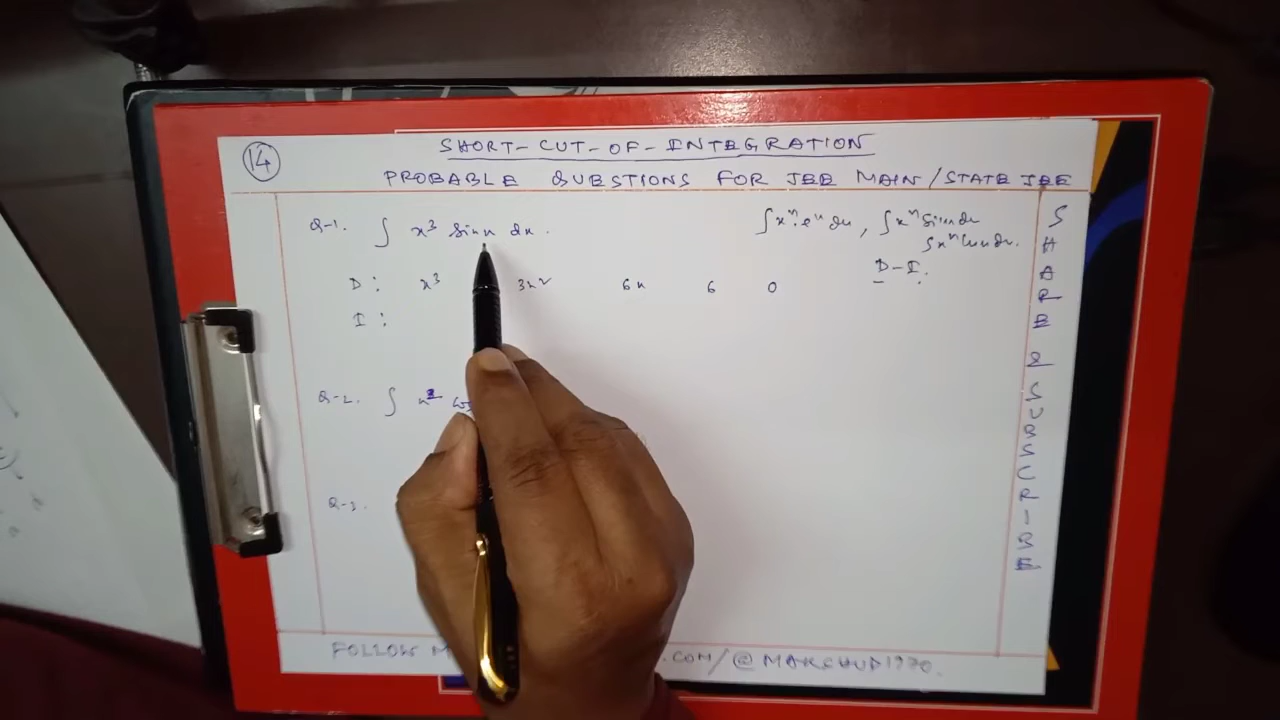 14
SHORT-CUT-OF-INTEGRATION
PROBABLE QUESTIONS FOR JEE MAIN/STATE JEE
Q-1. ∫ x³ sinx dx.
∫xⁿ.eˣ dx, ∫xⁿ sinx dx
∫xⁿ cosx dx.
D-I.
D : x³ 3x² 6x 6 0
I :
Q-2. ∫
Q-3.
FOLLOW
.COM/@MAKCHUD1970.
SHARE & SUBSCRIBE